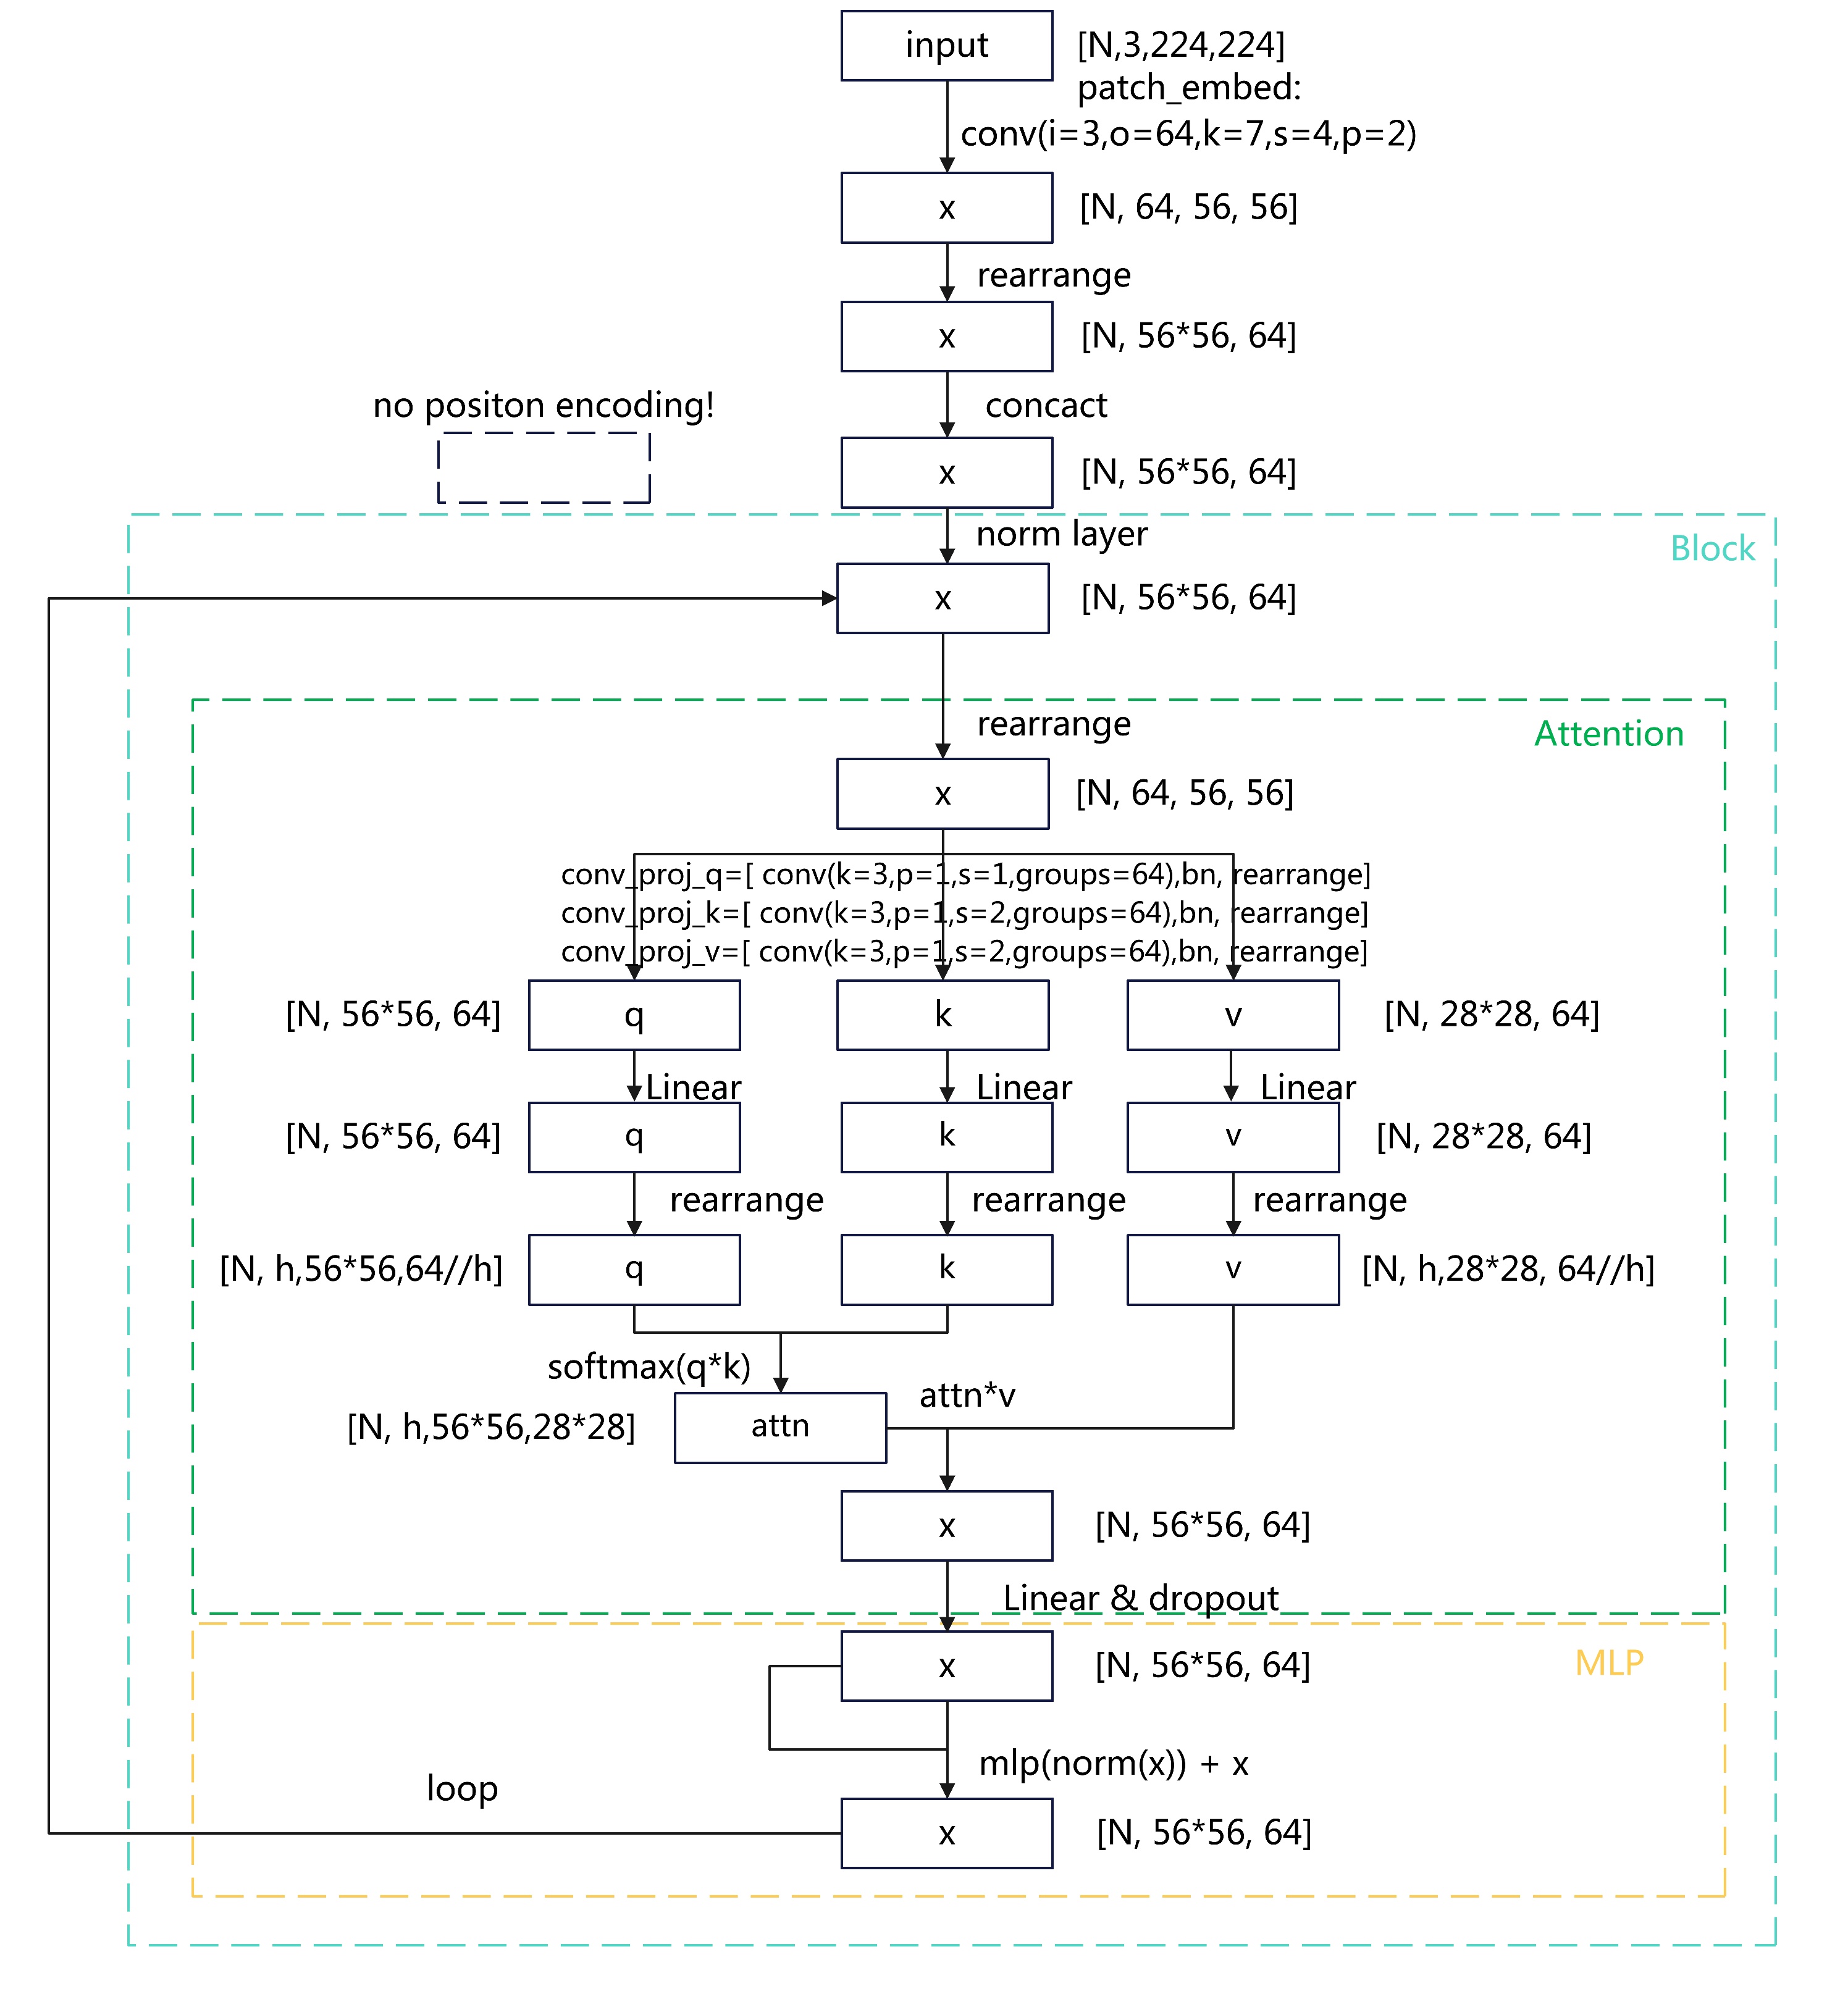 input [N,3,224,224]
patch_embed:
conv(i=3,o=64,k=7,s=4,p=2)
x [N, 64, 56, 56]
rearrange
x [N, 56*56, 64]
no positon encoding! concact
x [N, 56*56, 64]
norm layer Block
x [N, 56*56, 64]
rearrange Attention
x [N, 64, 56, 56]
conv_proj_q=[ conv(k=3,p=1,s=1,groups=64),bn, rearrange]
conv_proj_k=[ conv(k=3,p=1,s=2,groups=64),bn, rearrange]
conv_proj_v=[ conv(k=3,p=1,s=2,groups=64),bn, rearrange]
[N, 56*56, 64] q k v [N, 28*28, 64]
Linear Linear Linear
[N, 56*56, 64] q k v [N, 28*28, 64]
rearrange rearrange rearrange
[N, h,56*56,64//h] q k v [N, h,28*28, 64//h]
softmax(q*k) attn*v
[N, h,56*56,28*28] attn
x [N, 56*56, 64]
Linear & dropout
x [N, 56*56, 64] MLP
mlp(norm(x)) + x
loop
x [N, 56*56, 64]